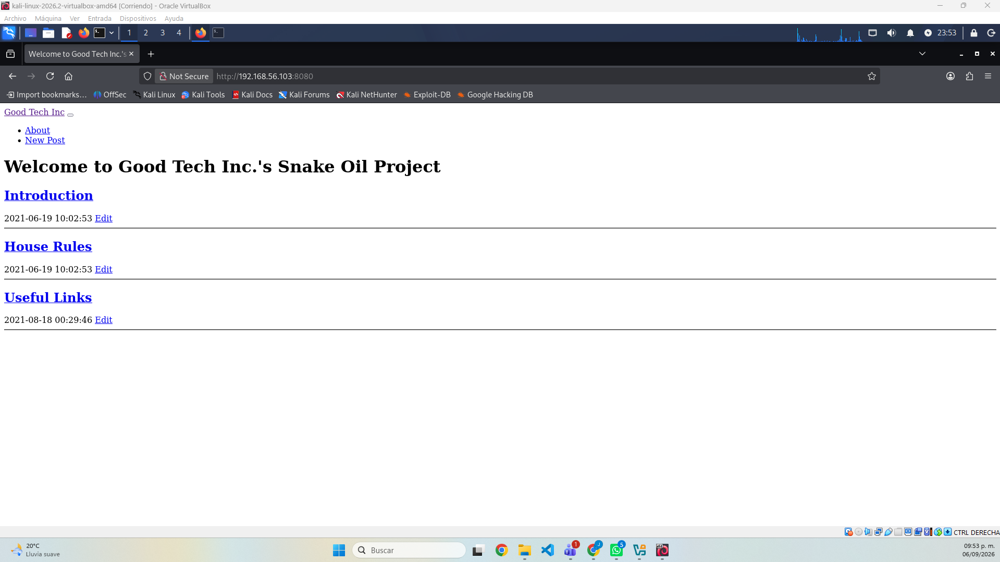 kali-linux-2026.2-virtualbox-amd64 [Corriendo] - Oracle VirtualBox
Archivo Máquina Ver Entrada Dispositivos Ayuda
1 2 3 4 23:53
Welcome to Good Tech Inc.'s
Not Secure http://192.168.56.103:8080
Import bookmarks... OffSec Kali Linux Kali Tools Kali Docs Kali Forums Kali NetHunter Exploit-DB Google Hacking DB
Good Tech Inc
About
New Post
Welcome to Good Tech Inc.'s Snake Oil Project
Introduction
2021-06-19 10:02:53 Edit
House Rules
2021-06-19 10:02:53 Edit
Useful Links
2021-08-18 00:29:46 Edit
CTRL DERECHA
20°C
Lluvia suave
Buscar
1
J
5
09:53 p. m.
06/09/2026